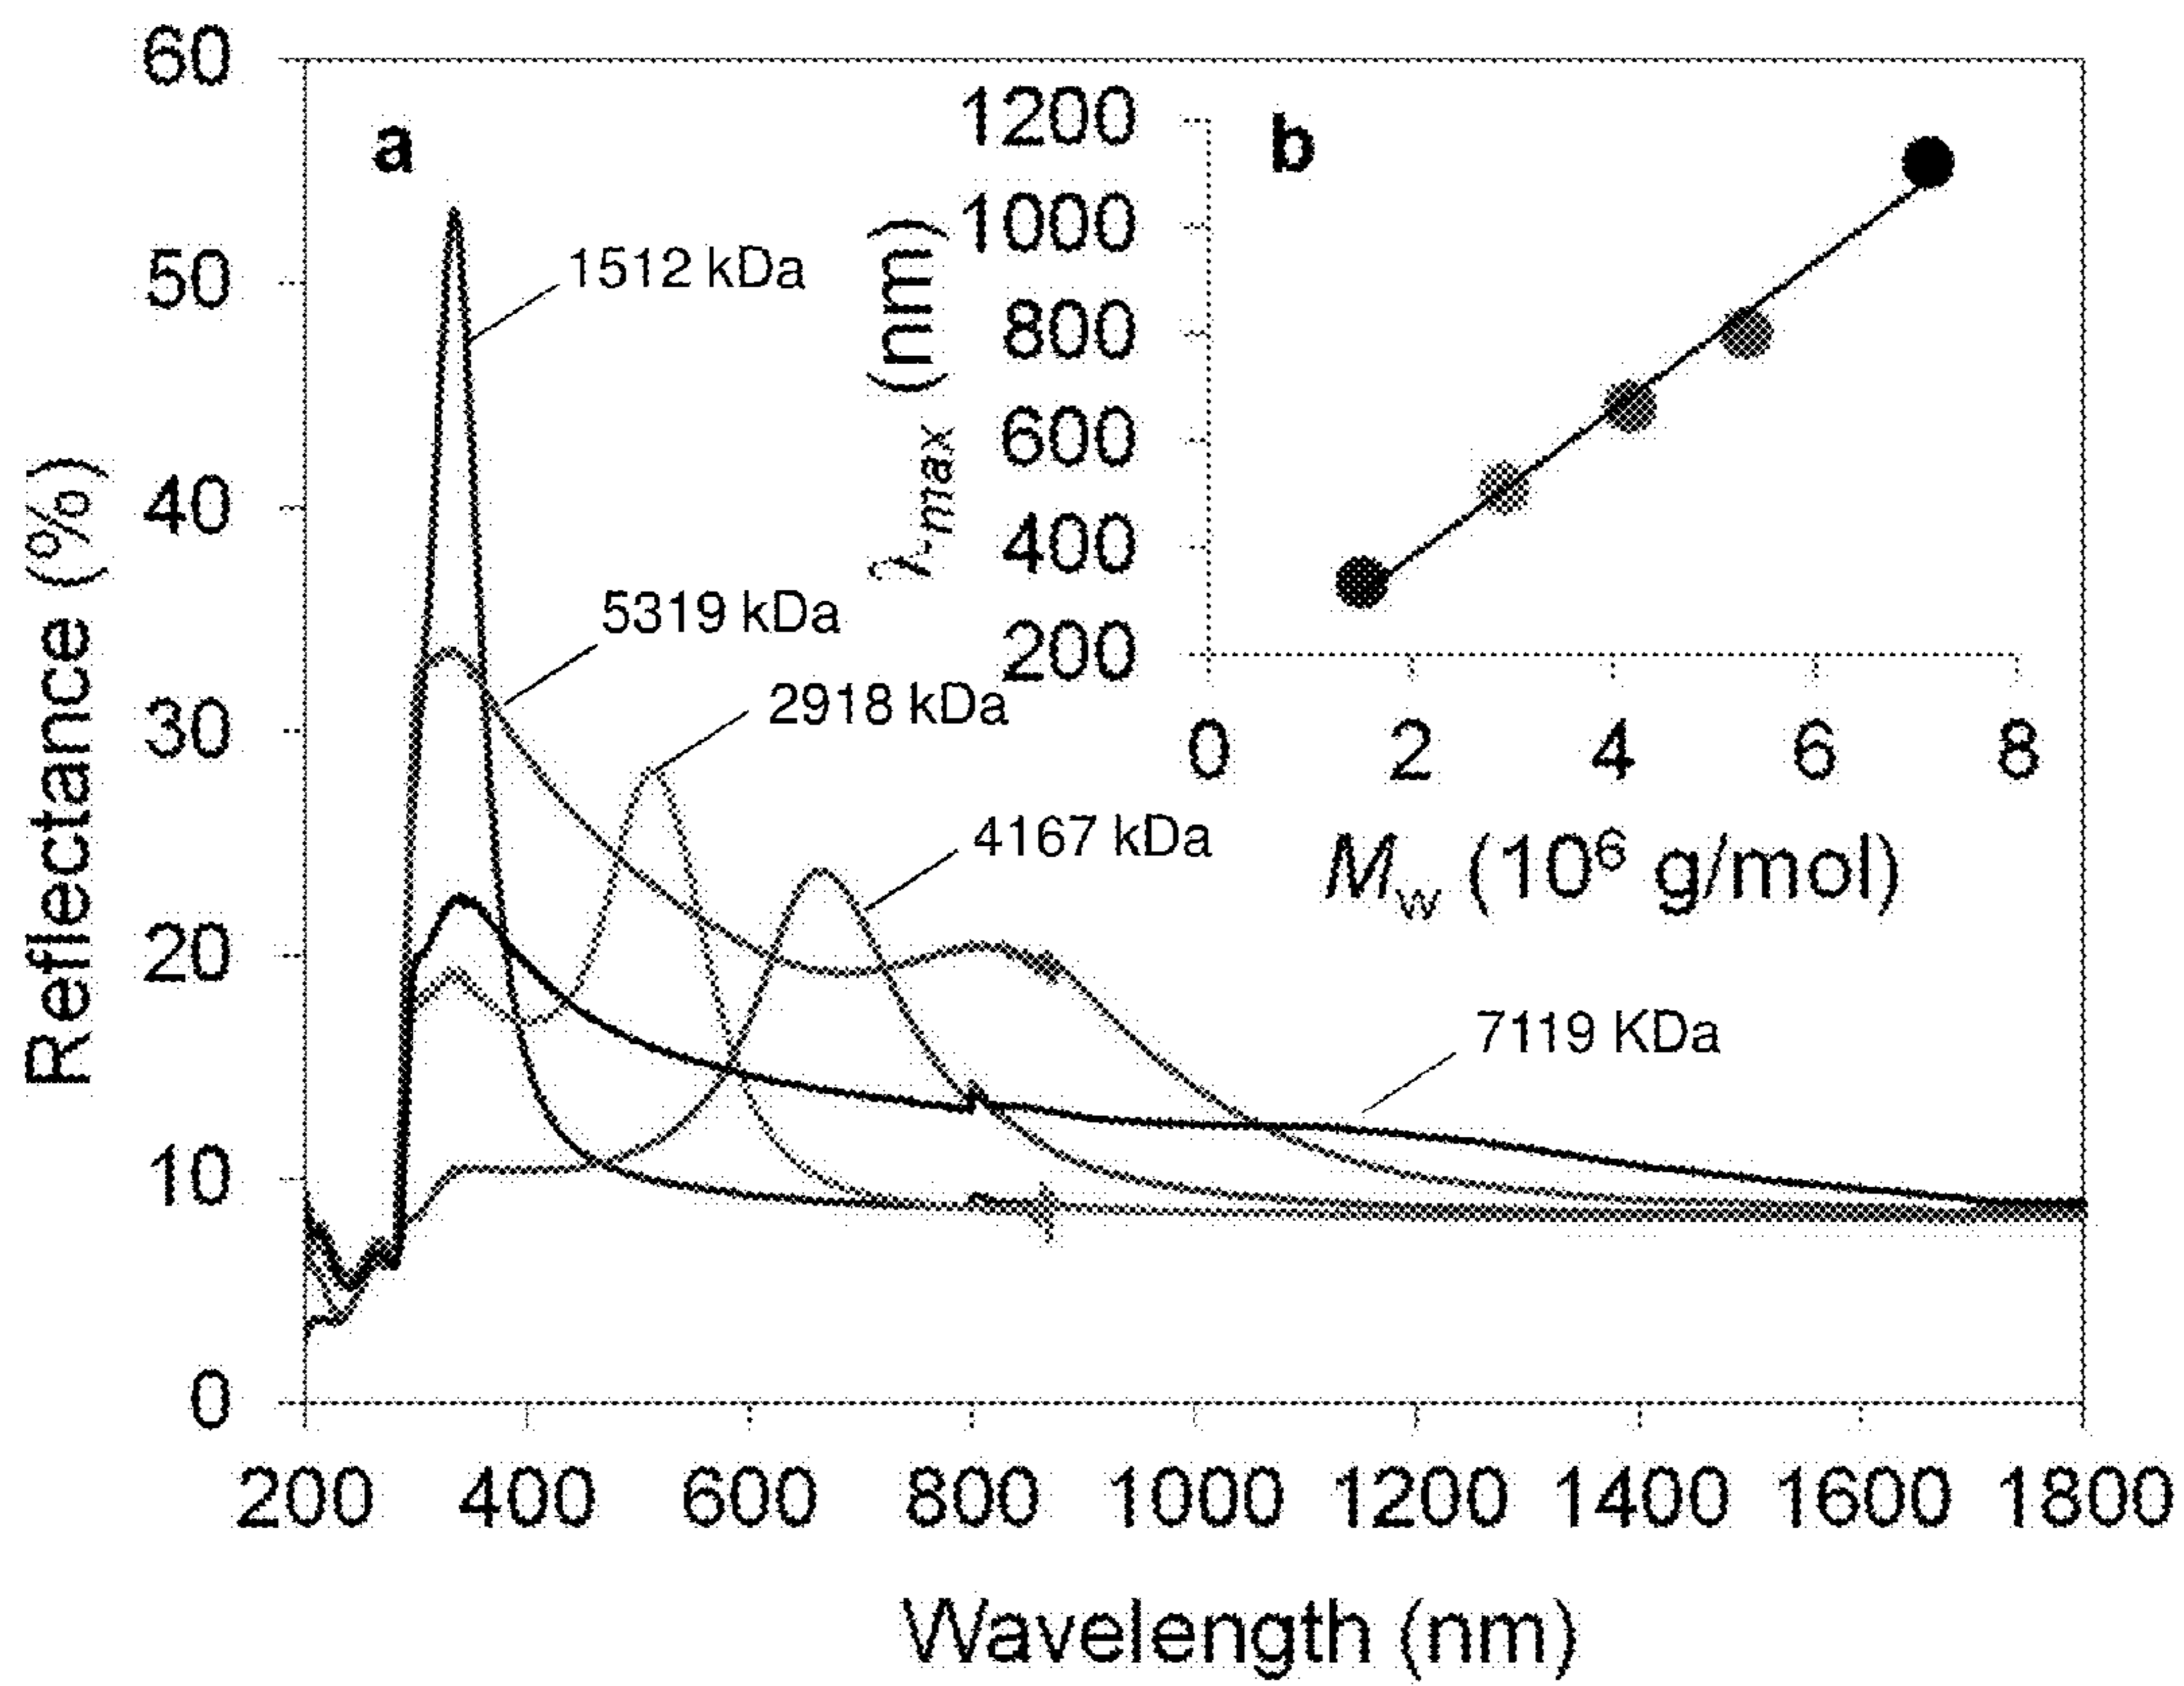 60
50
40
30
20
10
0
Reflectance (%)
a
1512 kDa
5319 kDa
2918 kDa
4167 kDa
7119 KDa
200 400 600 800 1000 1200 1400 1600 1800
Wavelength (nm)
b
1200
1000
800
600
400
200
λmax (nm)
0 2 4 6 8
Mw (10⁶ g/mol)